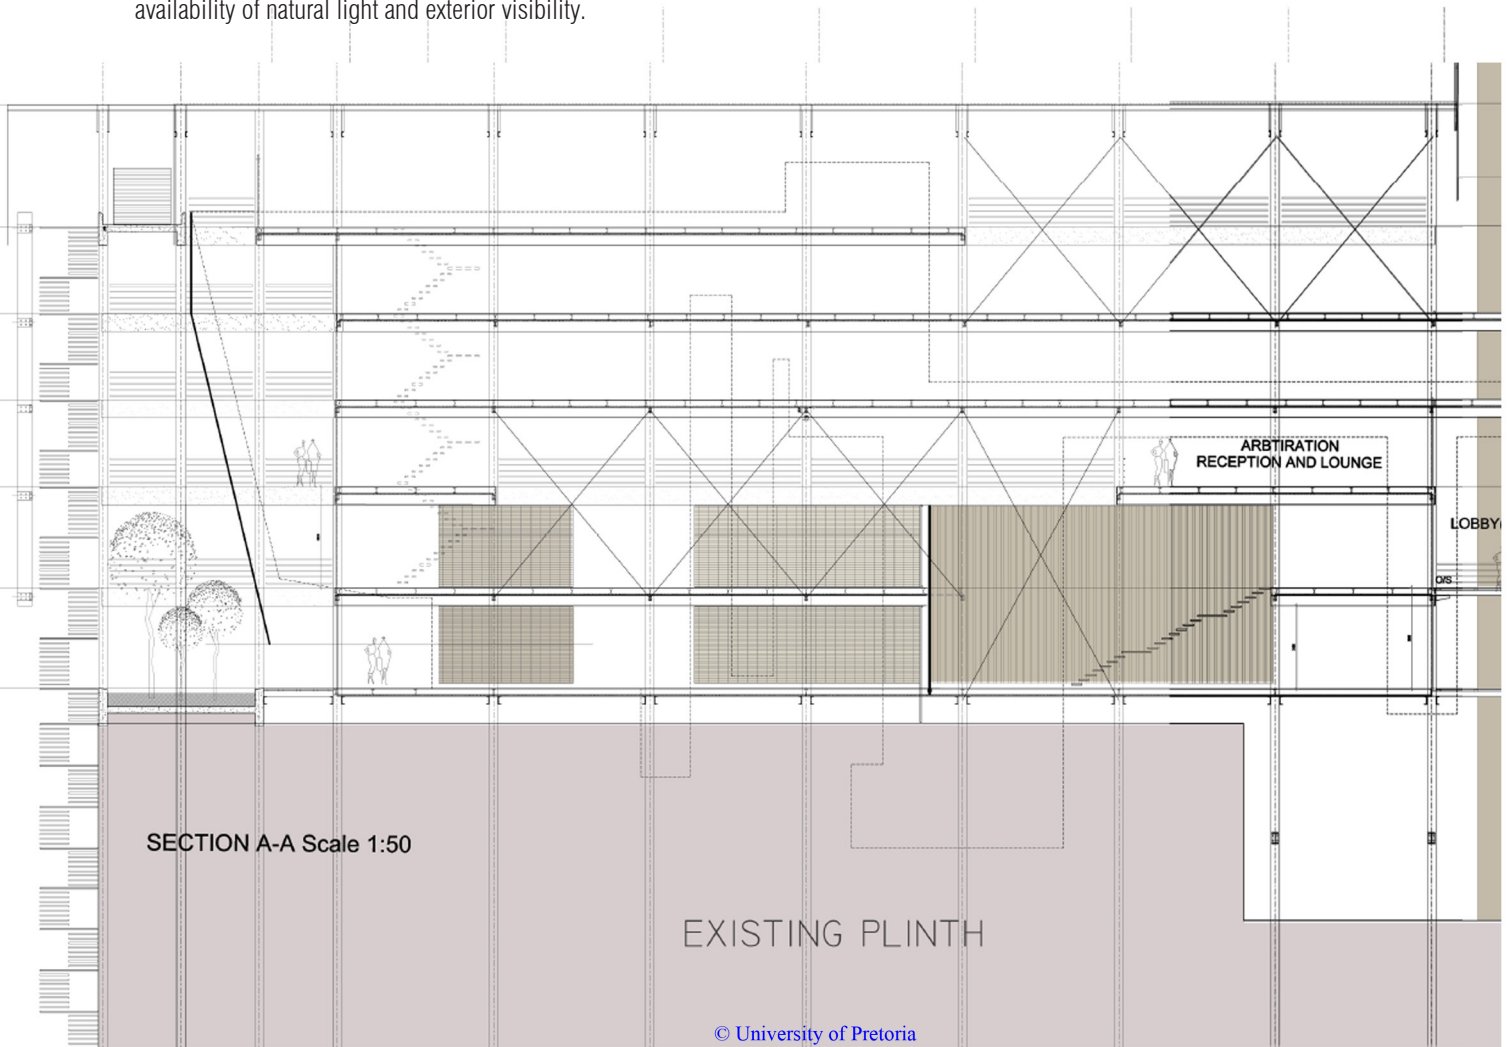 availability of natural light and exterior visibility.
ARBTIRATION
RECEPTION AND LOUNGE
LOBBY
O/S
SECTION A-A Scale 1:50
EXISTING PLINTH
© University of Pretoria